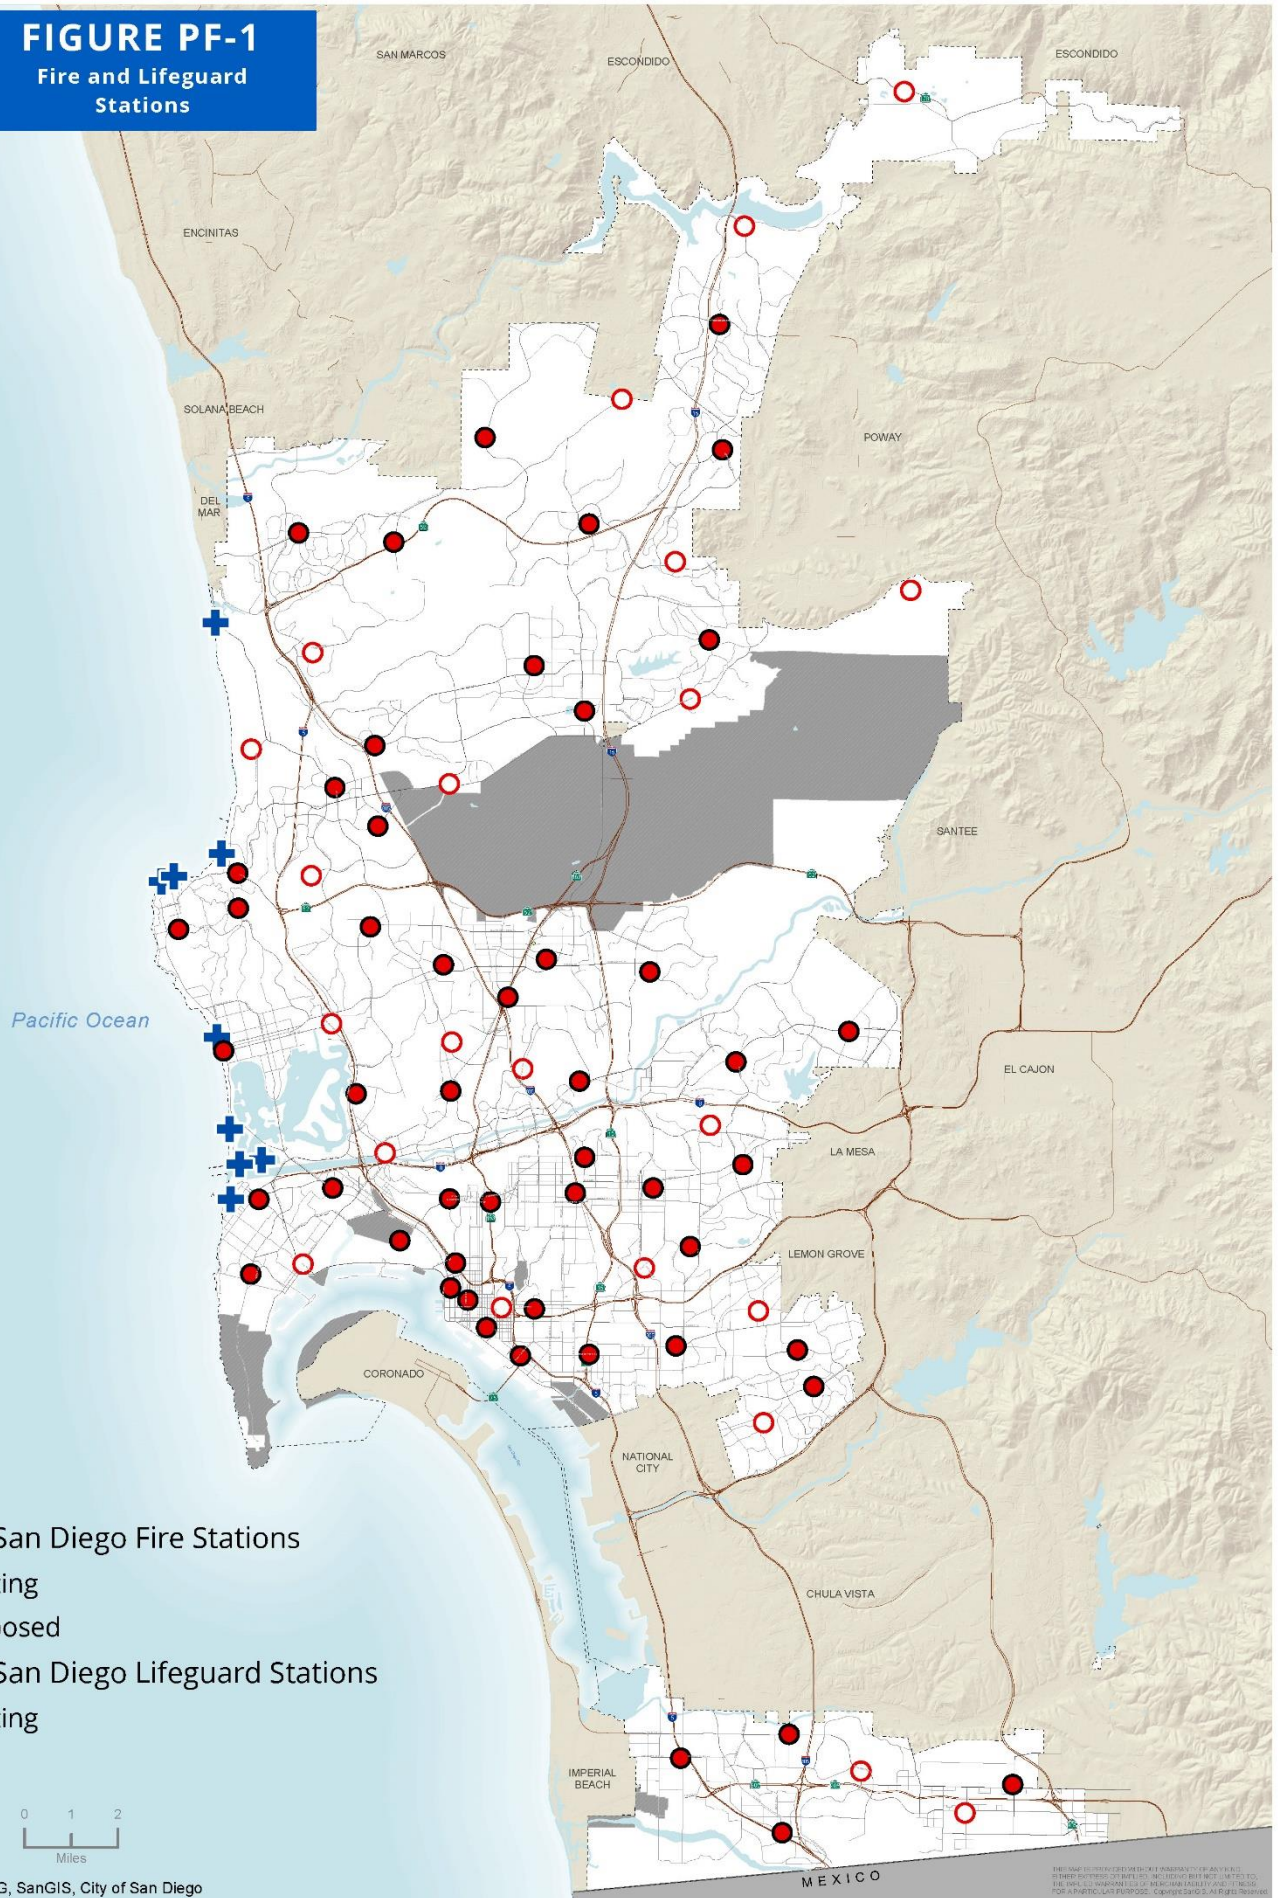 FIGURE PF-1
Fire and Lifeguard
Stations
SAN MARCOS
ESCONDIDO
ESCONDIDO
ENCINITAS
SOLANA BEACH
POWAY
DEL
MAR
SANTEE
Pacific Ocean
EL CAJON
LA MESA
LEMON GROVE
CORONADO
NATIONAL
CITY
San Diego Fire Stations
ing
osed
San Diego Lifeguard Stations
ing
CHULA VISTA
IMPERIAL
BEACH
0 1 2
Miles
MEXICO
G, SanGIS, City of San Diego